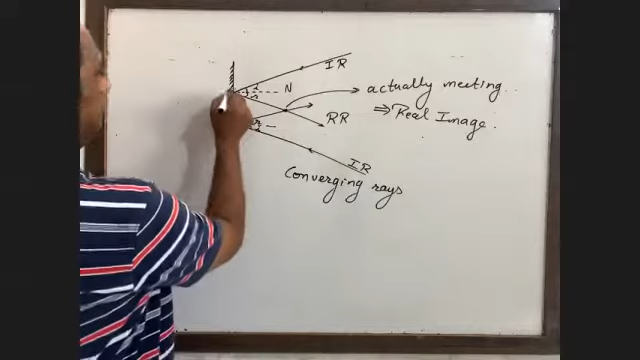 IR
N
i
r
actually meeting..
⇒ Real Image.
RR
r
i
IR
Converging rays